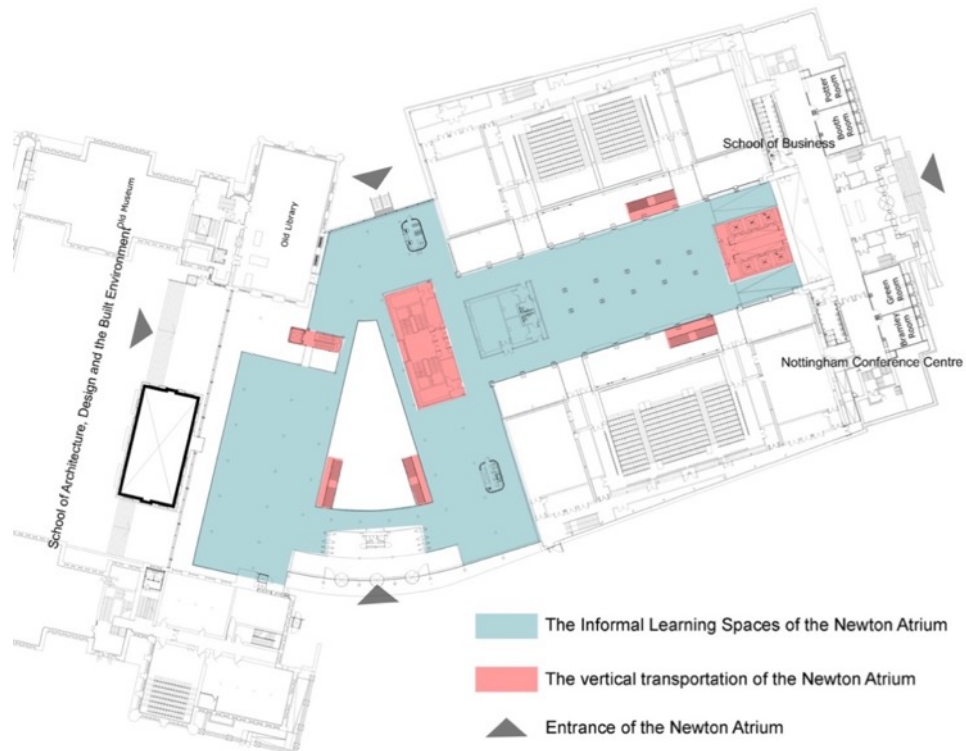 Potter
Room
Booth
Room
School of Business
Old Museum
Old Library
School of Architecture, Design and the Built Environment
Green
Room
Brameley
Room
Nottingham Conference Centre
The Informal Learning Spaces of the Newton Atrium
The vertical transportation of the Newton Atrium
Entrance of the Newton Atrium